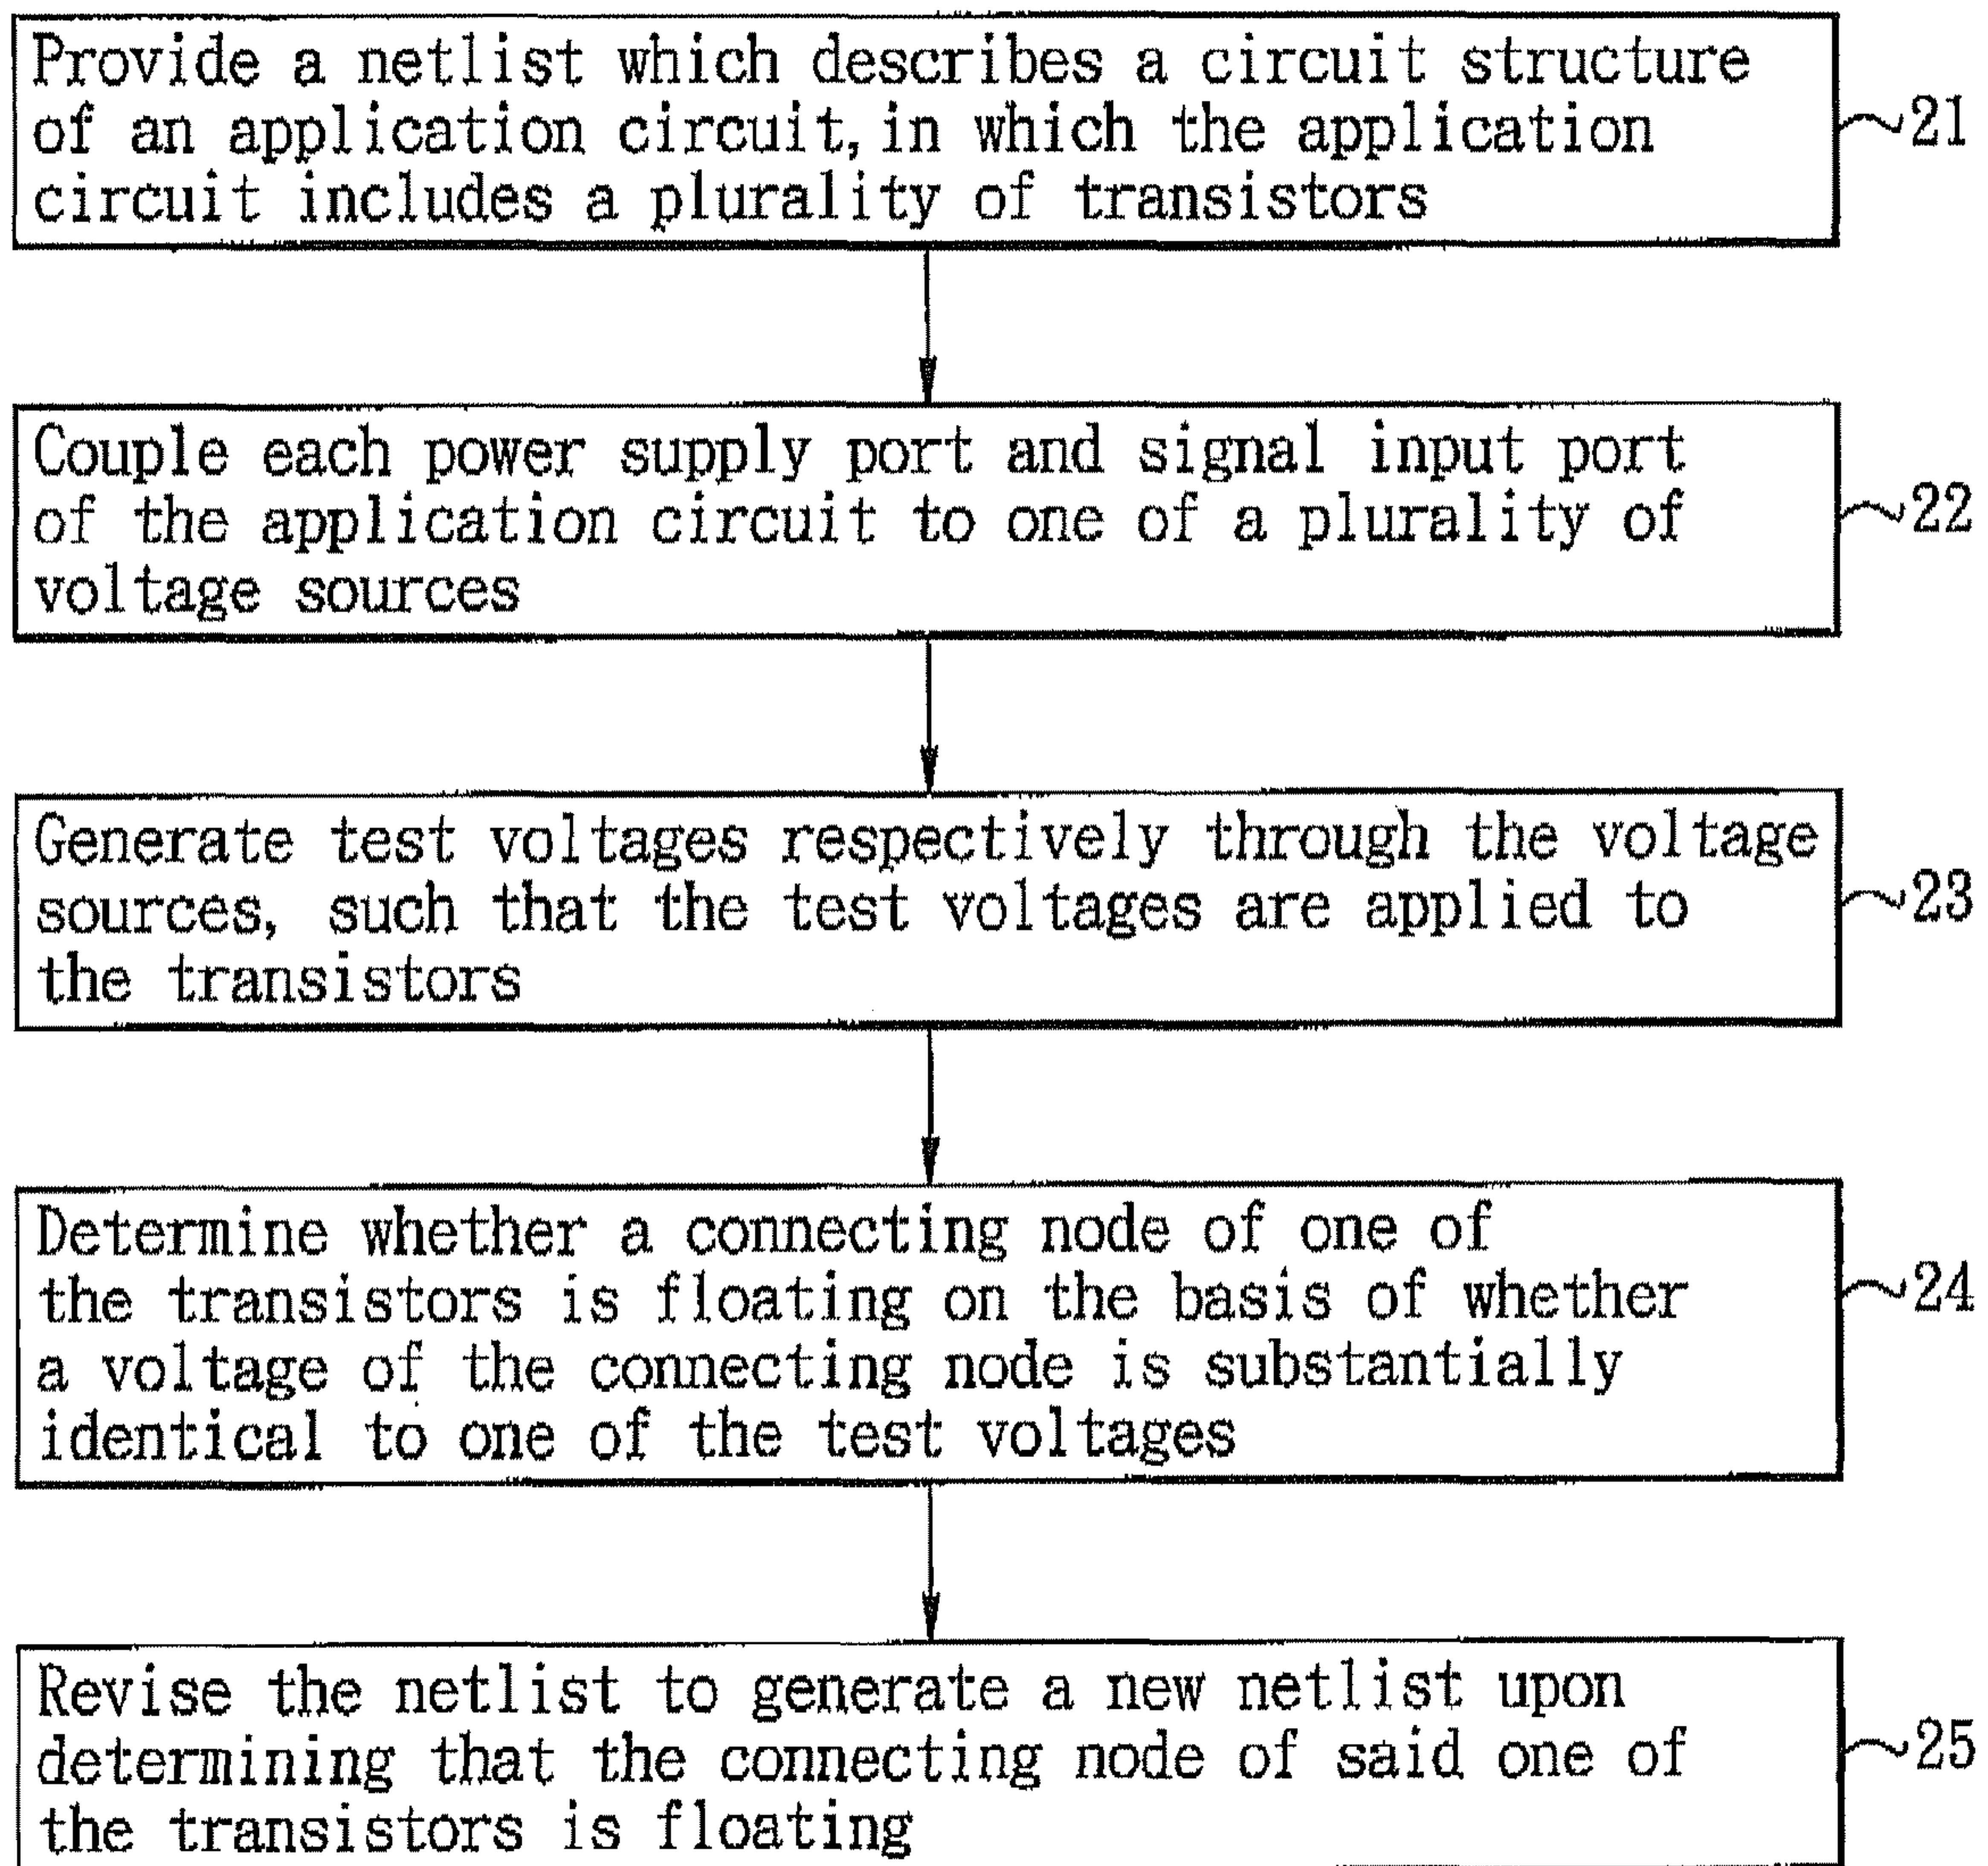 Provide a netlist which describes a circuit structure
of an application circuit, in which the application
circuit includes a plurality of transistors
21
Couple each power supply port and signal input port
of the application circuit to one of a plurality of
voltage sources
22
Generate test voltages respectively through the voltage
sources, such that the test voltages are applied to
the transistors
23
Determine whether a connecting node of one of
the transistors is floating on the basis of whether
a voltage of the connecting node is substantially
identical to one of the test voltages
24
Revise the netlist to generate a new netlist upon
determining that the connecting node of said one of
the transistors is floating
25